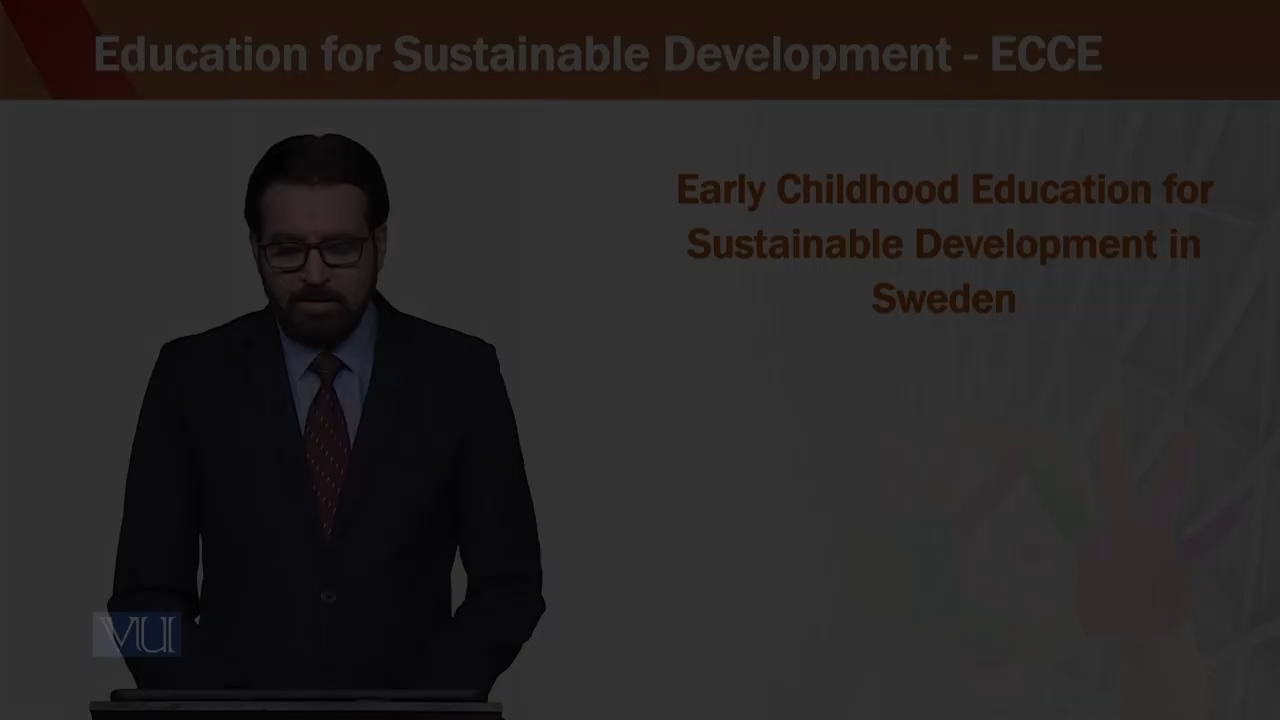 Education for Sustainable Development - ECCE
Early Childhood Education for
Sustainable Development in
Sweden
VU